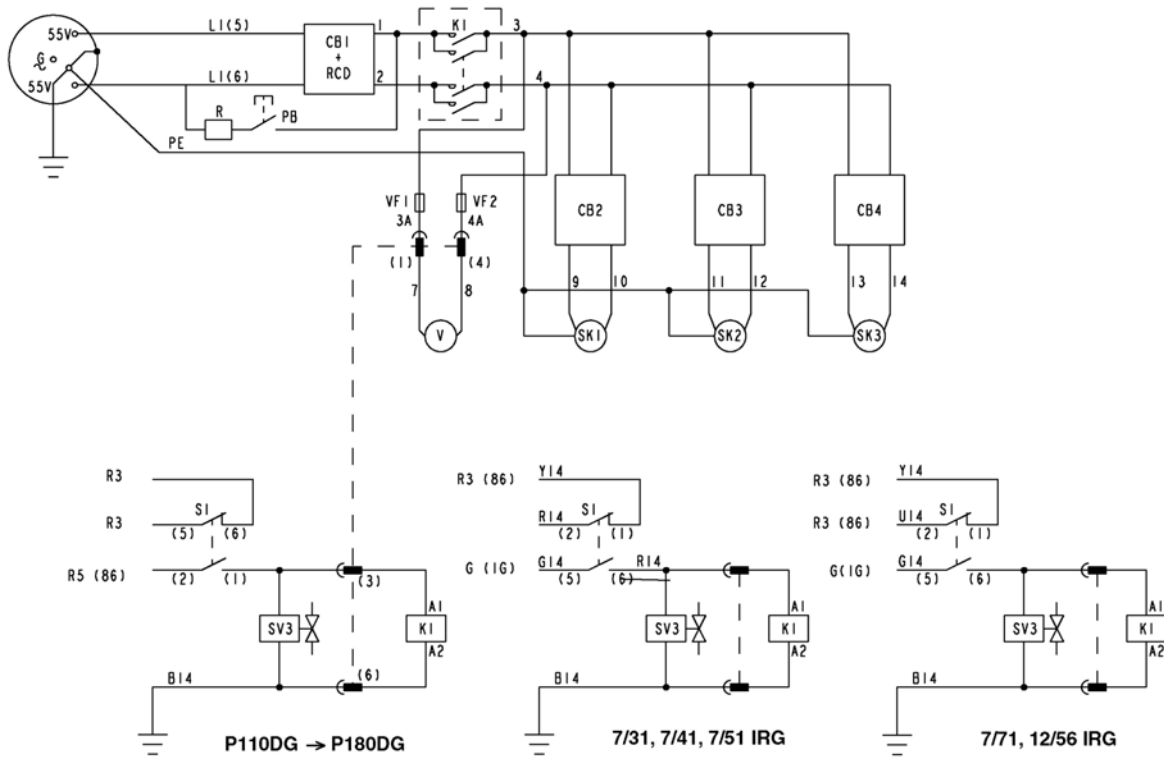 55V
L1(5)
1
K1
3
G
CB1
+
RCD
55V
L1(6)
2
4
R
PB
PE
VF1
VF2
3A
4A
CB2
CB3
CB4
(1)
(4)
7
8
9
10
11
12
13
14
V
SK1
SK2
SK3
R3
R3 (86)
Y14
R3 (86)
Y14
R3
S1
R14
S1
R3 (86)
U14
S1
(5)
(6)
(2)
(1)
(2)
(1)
R5 (86)
(2)
(1)
(3)
G (1G)
G14
(5)
(6)
R14
G(1G)
G14
(5)
(6)
A1
A1
A1
SV3
K1
SV3
K1
SV3
K1
A2
A2
A2
B14
(6)
B14
B14
P110DG → P180DG
7/31, 7/41, 7/51 IRG
7/71, 12/56 IRG